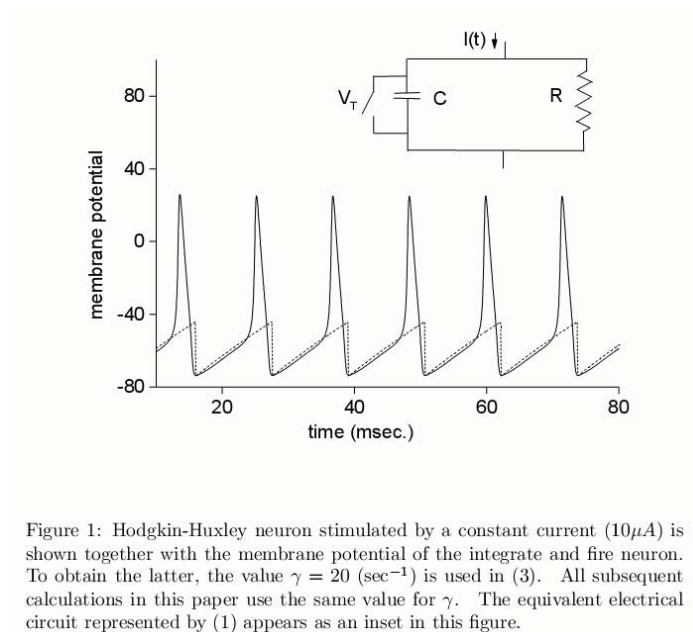 I(t)
V_T
C
R
80
40
0
-40
-80
membrane potential
20
40
60
80
time (msec.)
Figure 1: Hodgkin-Huxley neuron stimulated by a constant current (10μA) is
shown together with the membrane potential of the integrate and fire neuron.
To obtain the latter, the value γ = 20 (sec⁻¹) is used in (3). All subsequent
calculations in this paper use the same value for γ. The equivalent electrical
circuit represented by (1) appears as an inset in this figure.